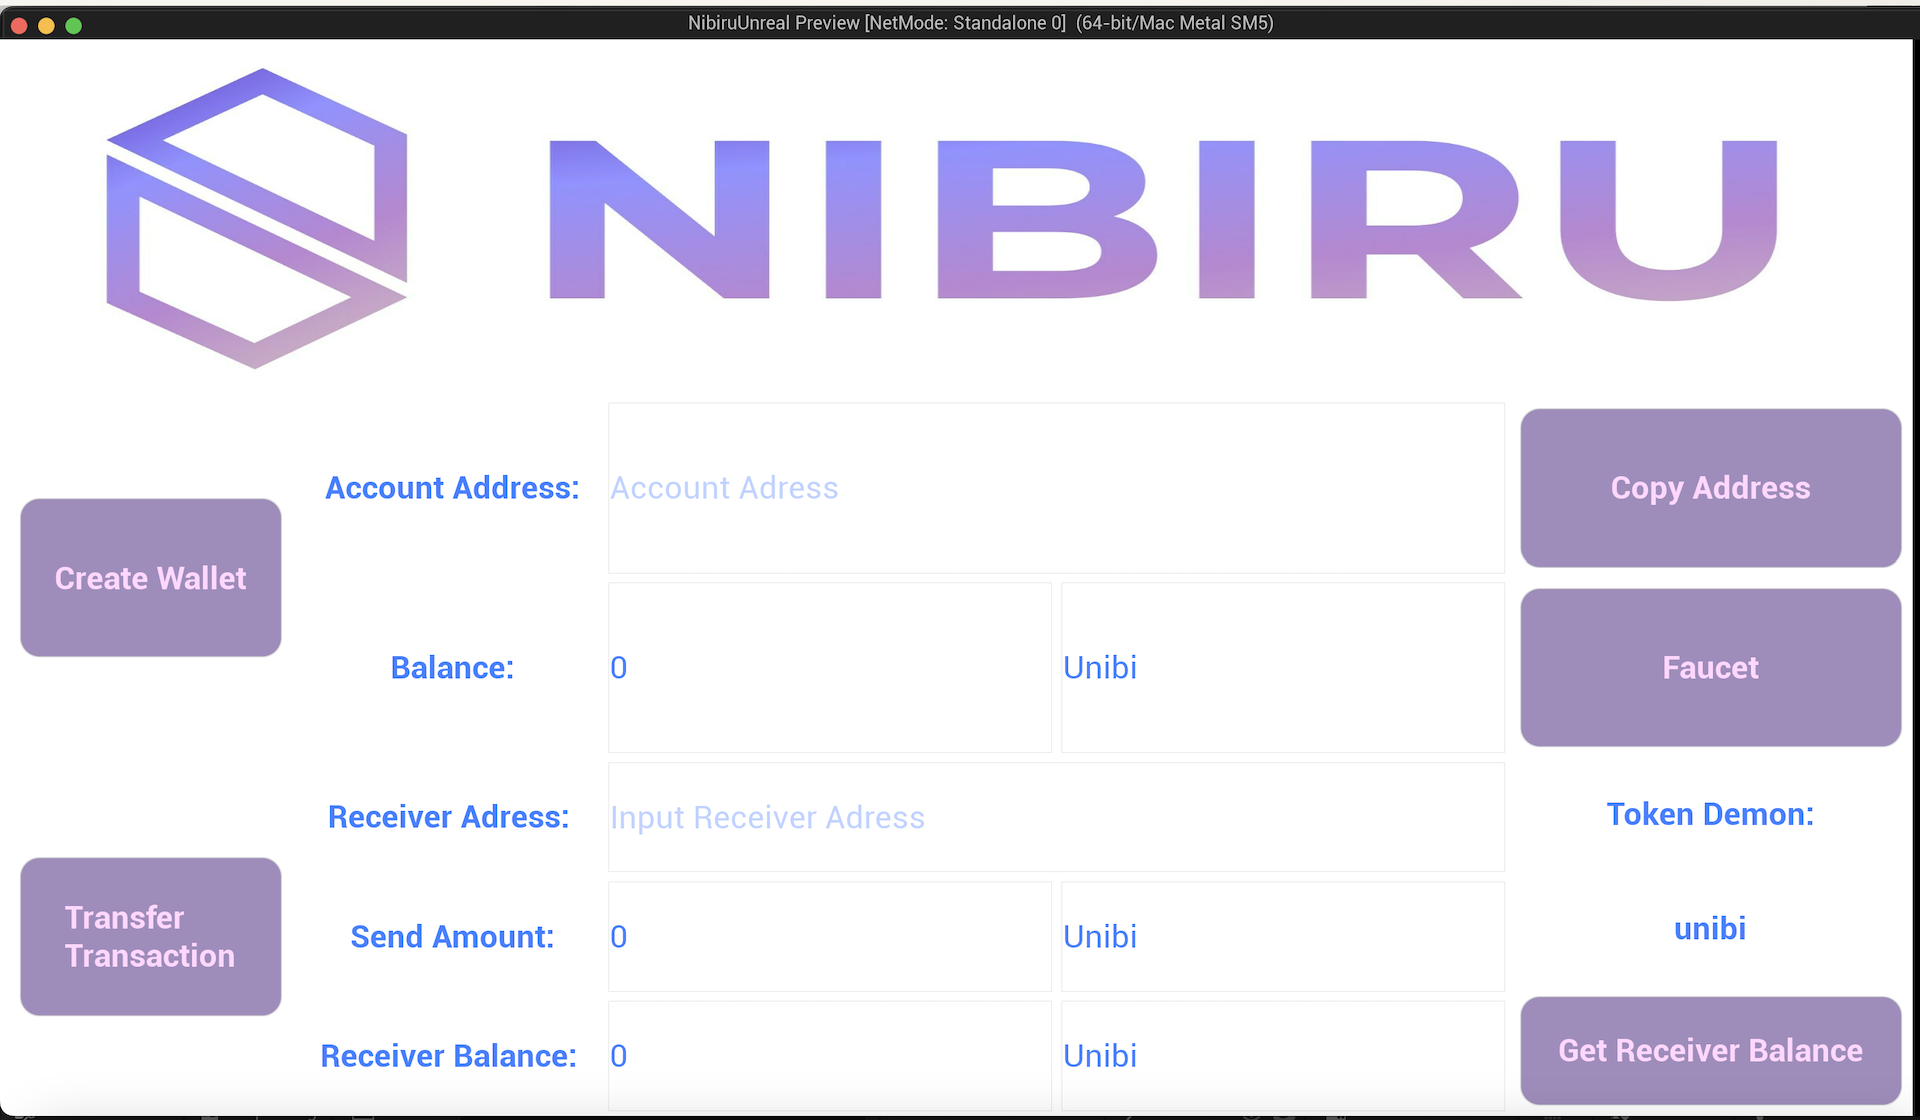 NibiruUnreal Preview [NetMode: Standalone 0]  (64-bit/Mac Metal SM5)
NIBIRU
Account Address:
Account Adress
Copy Address
Create Wallet
Balance:
0
Unibi
Faucet
Receiver Adress:
Input Receiver Adress
Token Demon:
Transfer
Transaction
Send Amount:
0
Unibi
unibi
Receiver Balance:
0
Unibi
Get Receiver Balance